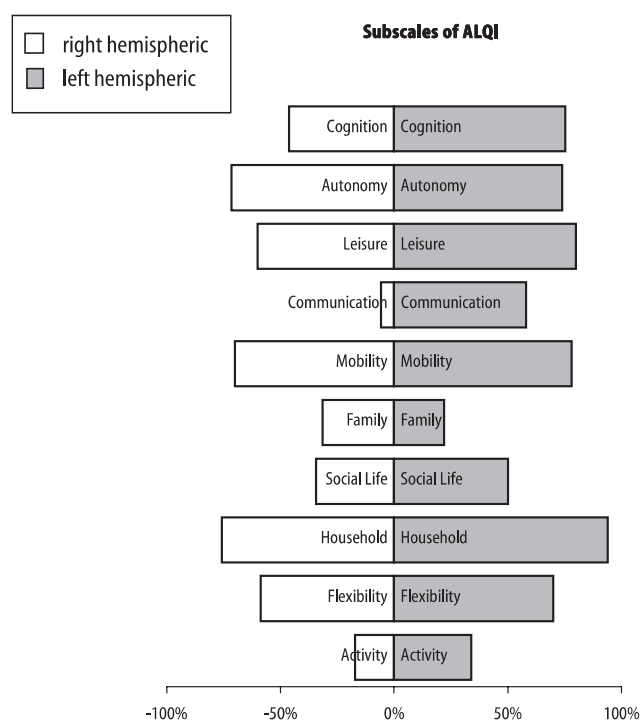 Subscales of ALQI
right hemispheric
left hemispheric
Cognition Cognition
Autonomy Autonomy
Leisure Leisure
Communication Communication
Mobility Mobility
Family Family
Social Life Social Life
Household Household
Flexibility Flexibility
Activity Activity
-100% -50% 0% 50% 100%